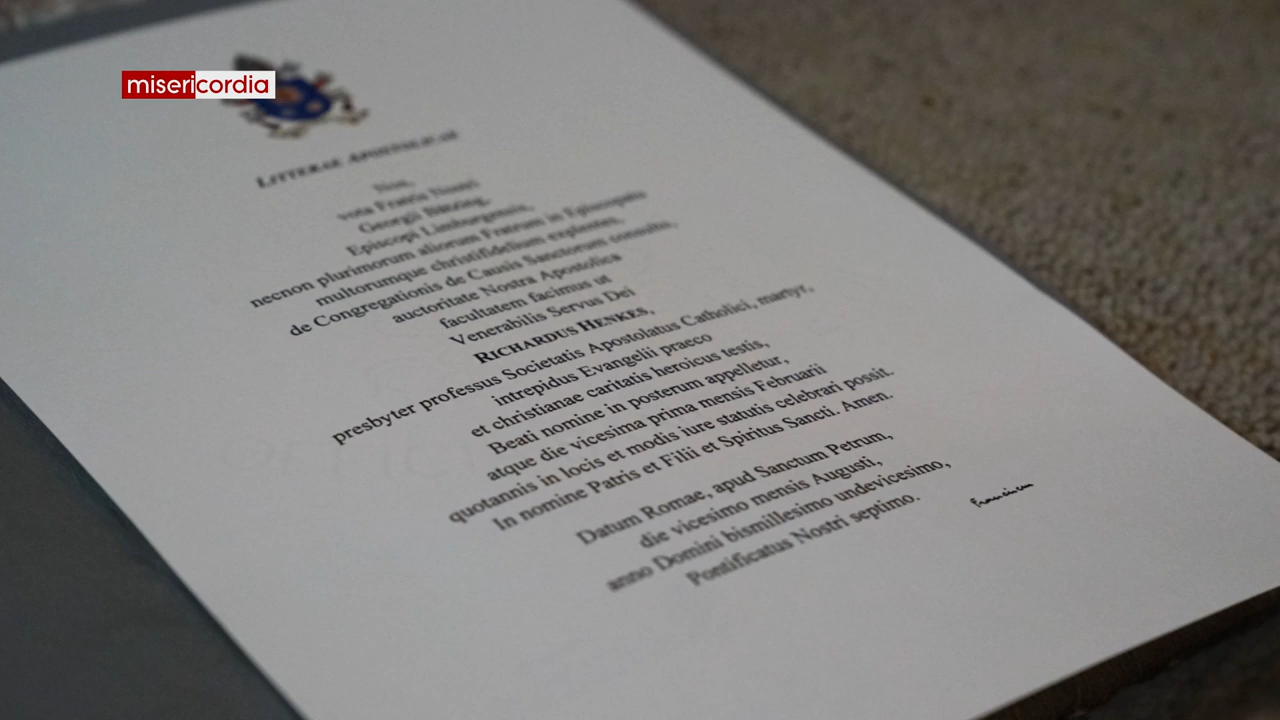 misericordia
LITTERAE APOSTOLICAE
Nos,
vota Fratris Nostri
Georgii Bätzing,
Episcopi Limburgensis,
necnon plurimorum aliorum Fratrum in Episcopatu
multorumque christifidelium explentes,
de Congregationis de Causis Sanctorum consulto,
auctoritate Nostra Apostolica
facultatem facimus ut
Venerabilis Servus Dei
RICHARDUS HENKES,
presbyter professus Societatis Apostolatus Catholici, martyr,
intrepidus Evangelii praeco
et christianae caritatis heroicus testis,
Beati nomine in posterum appelletur,
atque die vicesima prima mensis Februarii
quotannis in locis et modis iure statutis celebrari possit.
In nomine Patris et Filii et Spiritus Sancti. Amen.
Datum Romae, apud Sanctum Petrum,
die vicesimo mensis Augusti,
anno Domini bismillesimo undevicesimo,
Pontificatus Nostri septimo.
Franciscus